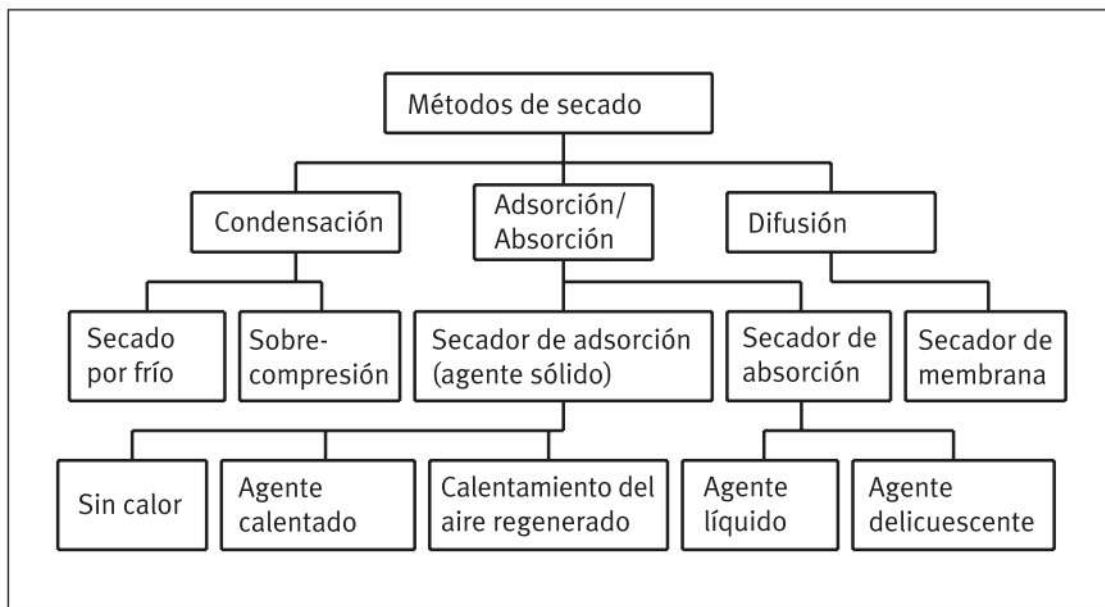 Métodos de secado
Condensación
Adsorción/
Absorción
Difusión
Secado
por frío
Sobre-
compresión
Secador de adsorción
(agente sólido)
Secador de
absorción
Secador de
membrana
Sin calor
Agente
calentado
Calentamiento del
aire regenerado
Agente
líquido
Agente
delicuescente